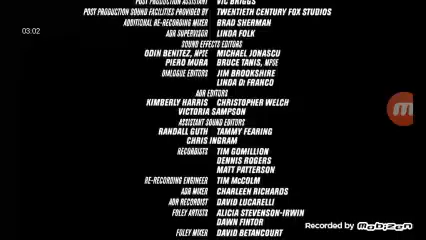 POST PRODUCTION ASSISTANT VIC BRIGGS
POST PRODUCTION SOUND FACILITIES PROVIDED BY TWENTIETH CENTURY FOX STUDIOS
ADDITIONAL RE-RECORDING MIXER BRAD SHERMAN
03:02
ADR SUPERVISOR LINDA FOLK
SOUND EFFECTS EDITORS
ODIN BENITEZ, MPSE MICHAEL JONASCU
PIERO MURA BRUCE TANIS, MPSE
DIALOGUE EDITORS JIM BROOKSHIRE
LINDA DI FRANCO
ADR EDITORS
KIMBERLY HARRIS CHRISTOPHER WELCH
VICTORIA SAMPSON
ASSISTANT SOUND EDITORS
RANDALL GUTH TAMMY FEARING
CHRIS INGRAM
RECORDISTS TIM GOMILLION
DENNIS ROGERS
MATT PATTERSON
RE-RECORDING ENGINEER TIM McCOLM
ADR MIXER CHARLEEN RICHARDS
ADR RECORDIST DAVID LUCARELLI
FOLEY ARTISTS ALICIA STEVENSON-IRWIN
DAWN FINTOR
FOLEY MIXER DAVID BETANCOURT
Recorded by Mobizen